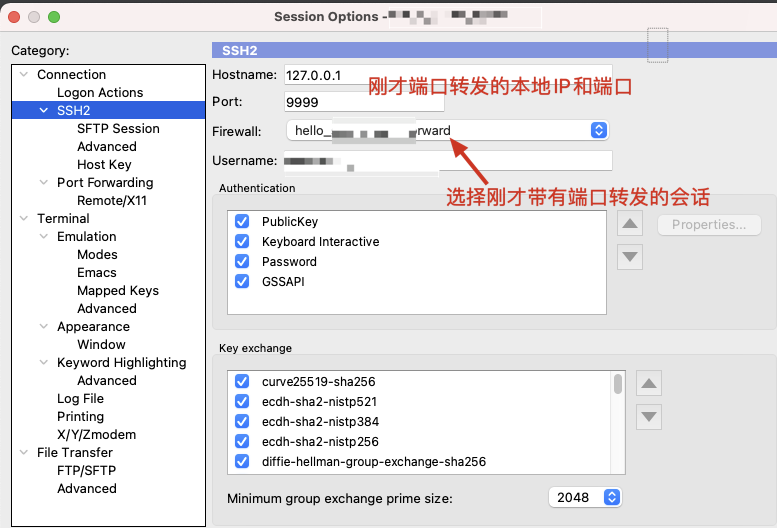 Session Options -
Category:
Connection
Logon Actions
SSH2
SFTP Session
Advanced
Host Key
Port Forwarding
Remote/X11
Terminal
Emulation
Modes
Emacs
Mapped Keys
Advanced
Appearance
Window
Keyword Highlighting
Advanced
Log File
Printing
X/Y/Zmodem
File Transfer
FTP/SFTP
Advanced
SSH2
Hostname: 127.0.0.1
刚才端口转发的本地IP和端口
Port: 9999
Firewall: hello_ rward
Username:
选择刚才带有端口转发的会话
Authentication
PublicKey
Properties...
Keyboard Interactive
Password
GSSAPI
Key exchange
curve25519-sha256
ecdh-sha2-nistp521
ecdh-sha2-nistp384
ecdh-sha2-nistp256
diffie-hellman-group-exchange-sha256
Minimum group exchange prime size: 2048